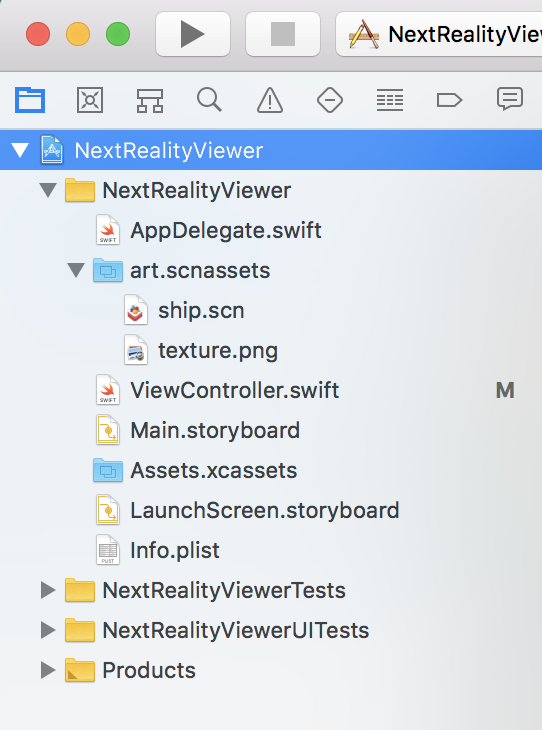 NextRealityView
NextRealityViewer
NextRealityViewer
AppDelegate.swift
art.scnassets
ship.scn
texture.png
ViewController.swift M
Main.storyboard
Assets.xcassets
LaunchScreen.storyboard
Info.plist
NextRealityViewerTests
NextRealityViewerUITests
Products